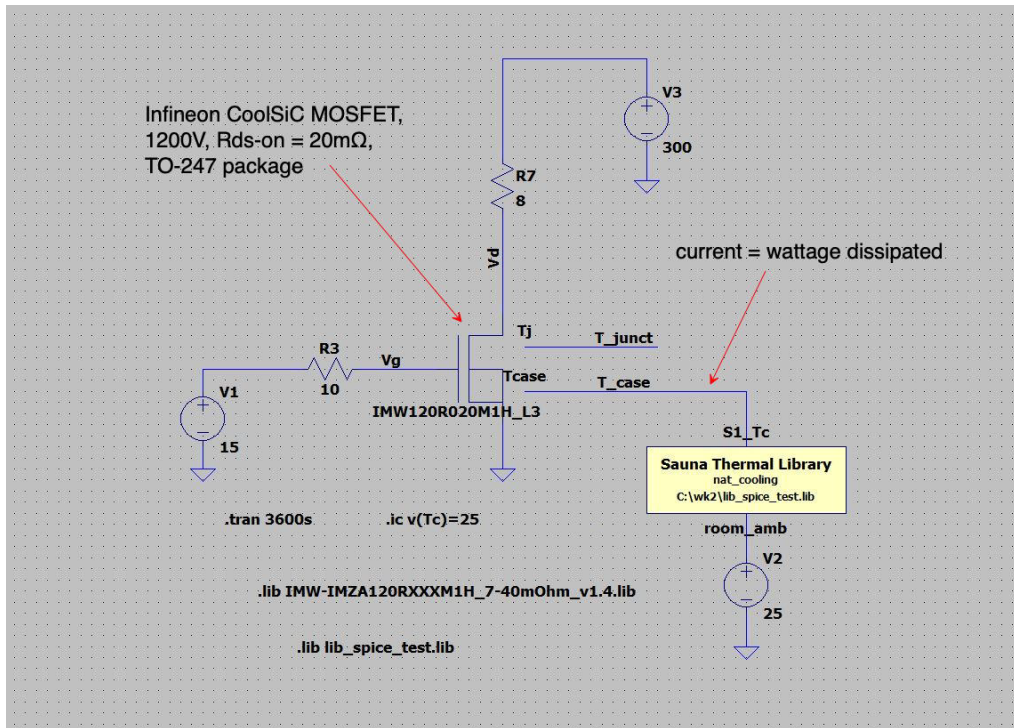 V3
Infineon CoolSiC MOSFET,
1200V, Rds-on = 20mΩ,
TO-247 package
300
R7
8
Vd
current = wattage dissipated
Tj
T_junct
R3
Vg
Tcase
T_case
10
V1
IMW120R020M1H_L3
15
S1_Tc
Sauna Thermal Library
nat_cooling
C:\wk2\lib_spice_test.lib
.tran 3600s
.ic v(Tc)=25
room_amb
V2
.lib IMW-IMZA120RXXXM1H_7-40mOhm_v1.4.lib
25
.lib lib_spice_test.lib